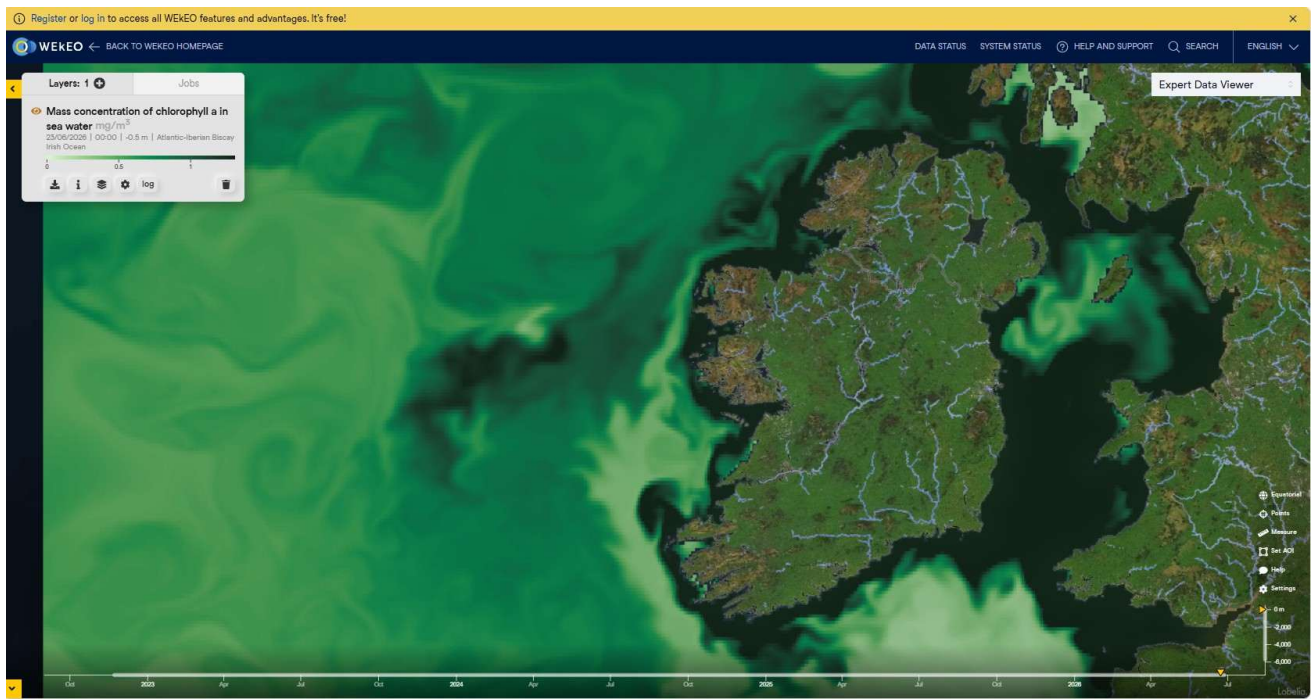 Register or log in to access all WEkEO features and advantages. It's free!
WEkEO BACK TO WEKEO HOMEPAGE
DATA STATUS SYSTEM STATUS HELP AND SUPPORT SEARCH ENGLISH
Layers: 1 Jobs
Expert Data Viewer
Mass concentration of chlorophyll a in
sea water mg/m³
23/06/2026 | 00:00 | -0.5 m | Atlantic-Iberian Biscay
Irish Ocean
0 0.5 1
log
Equatorial
Points
Measure
Set AOI
Help
Settings
0 m
-2,000
-4,000
-6,000
Oct 2023 Apr Jul Oct 2024 Apr Jul Oct 2025 Apr Jul Oct 2026 Apr Jul
Lobelia